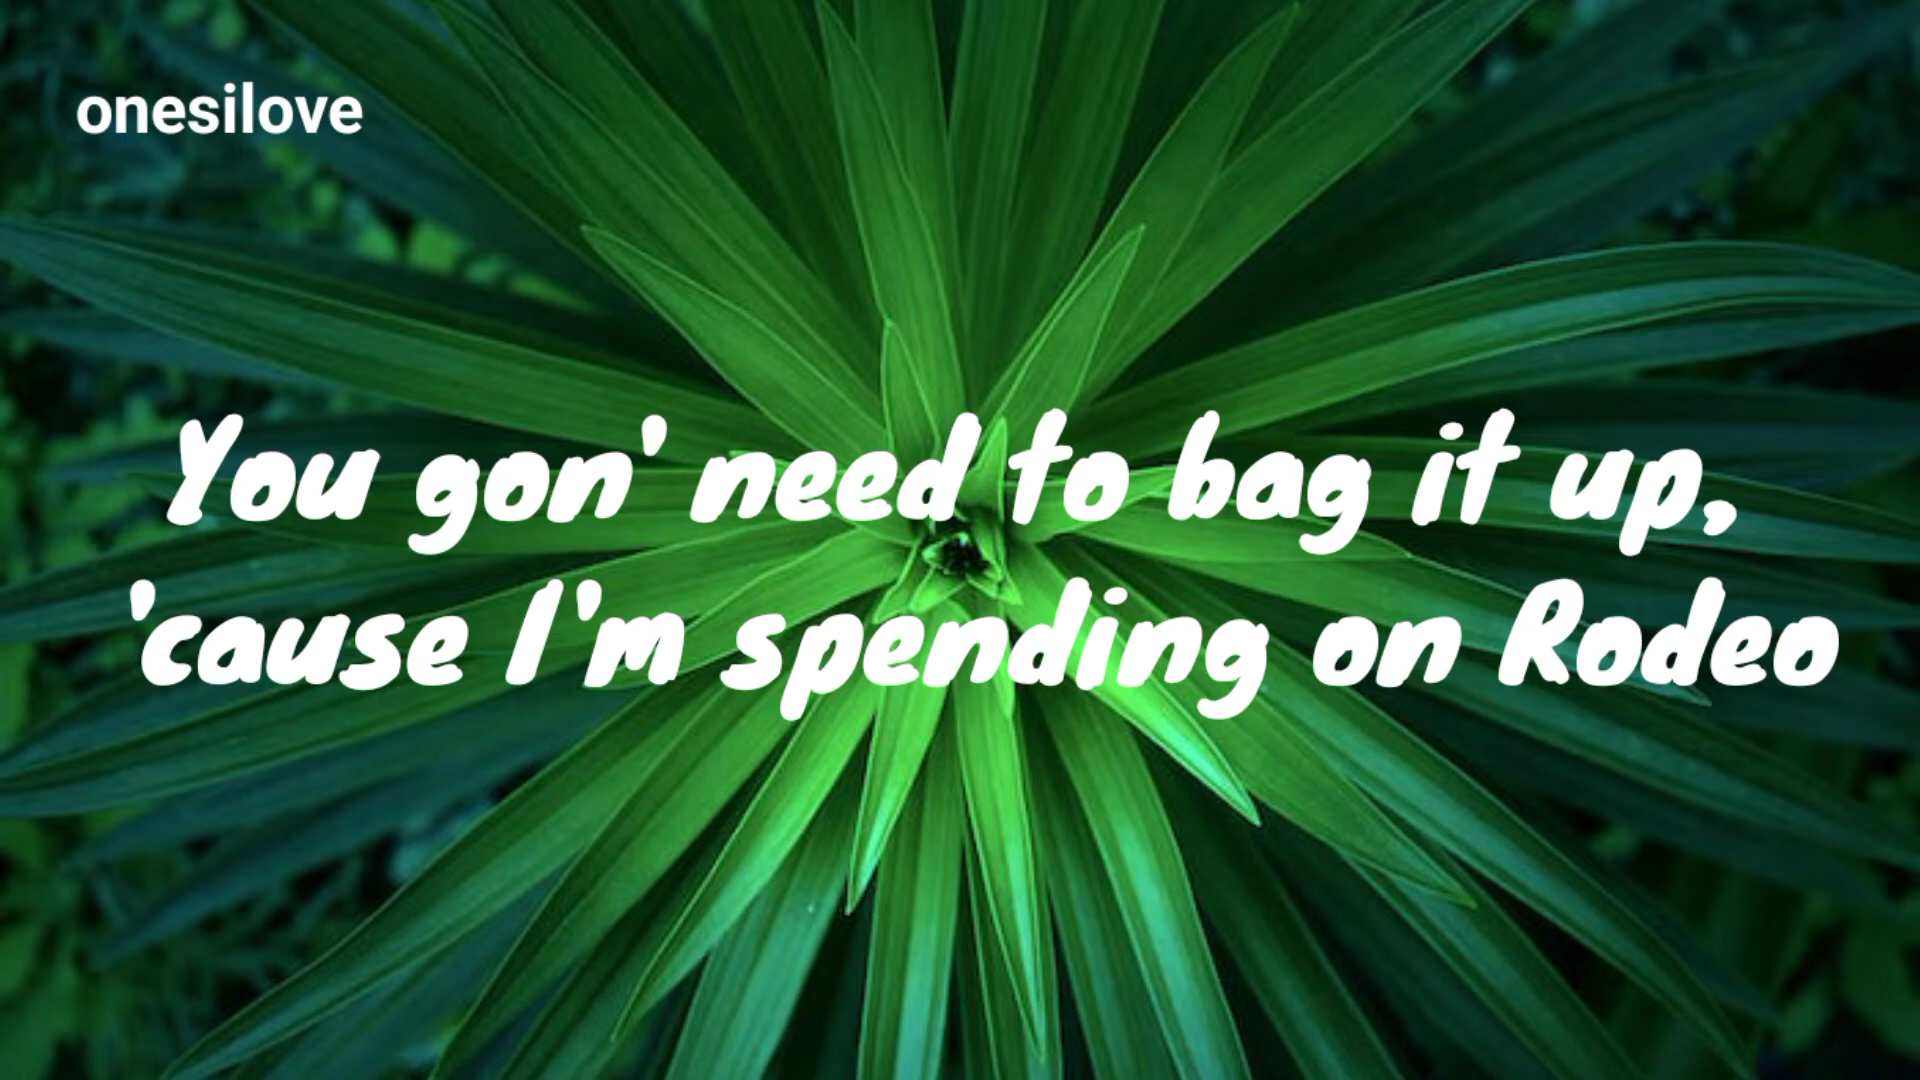 onesilove
You gon' need to bag it up,
'cause I'm spending on Rodeo